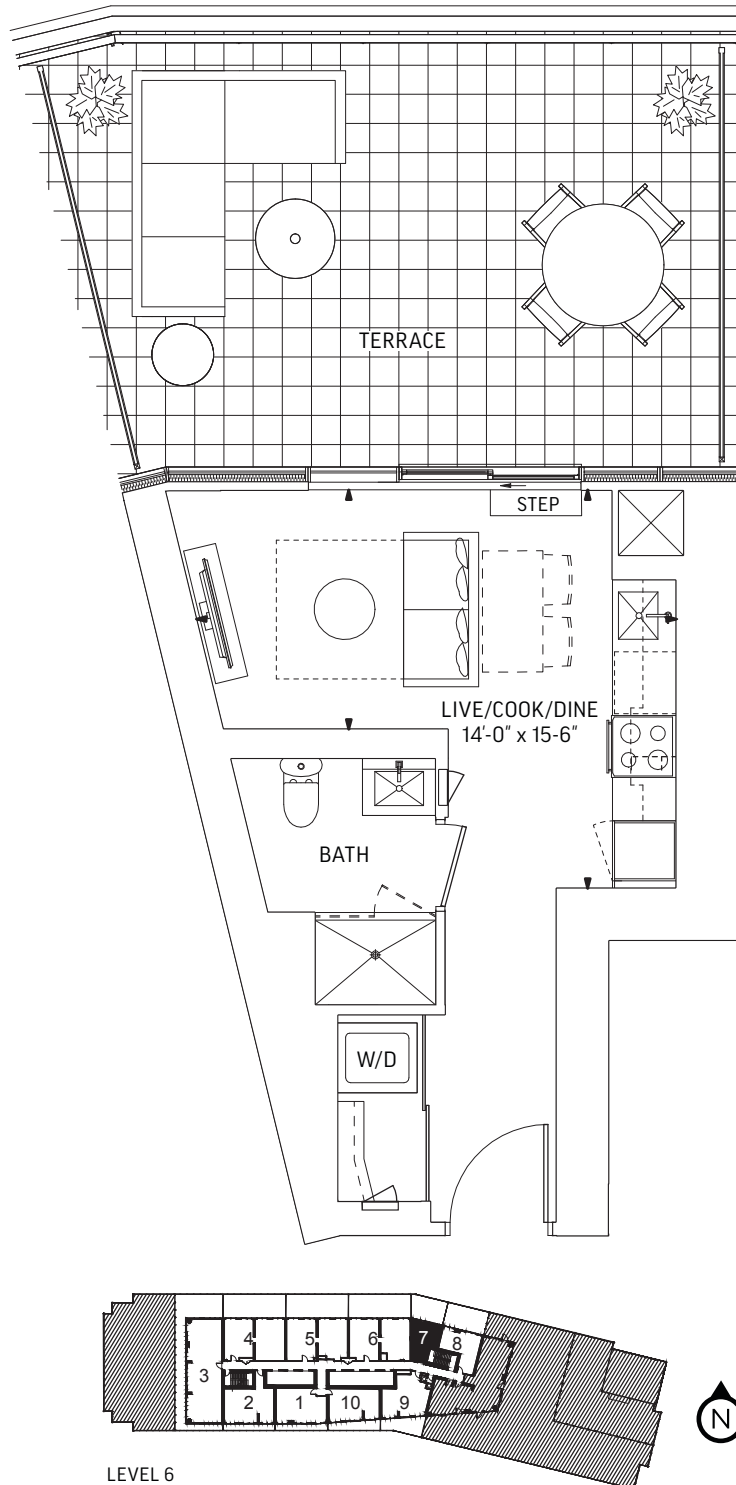 TERRACE
STEP
LIVE/COOK/DINE
14'-0" x 15-6"
BATH
W/D
4
5
6
7
8
3
2
1
10
9
N
LEVEL 6